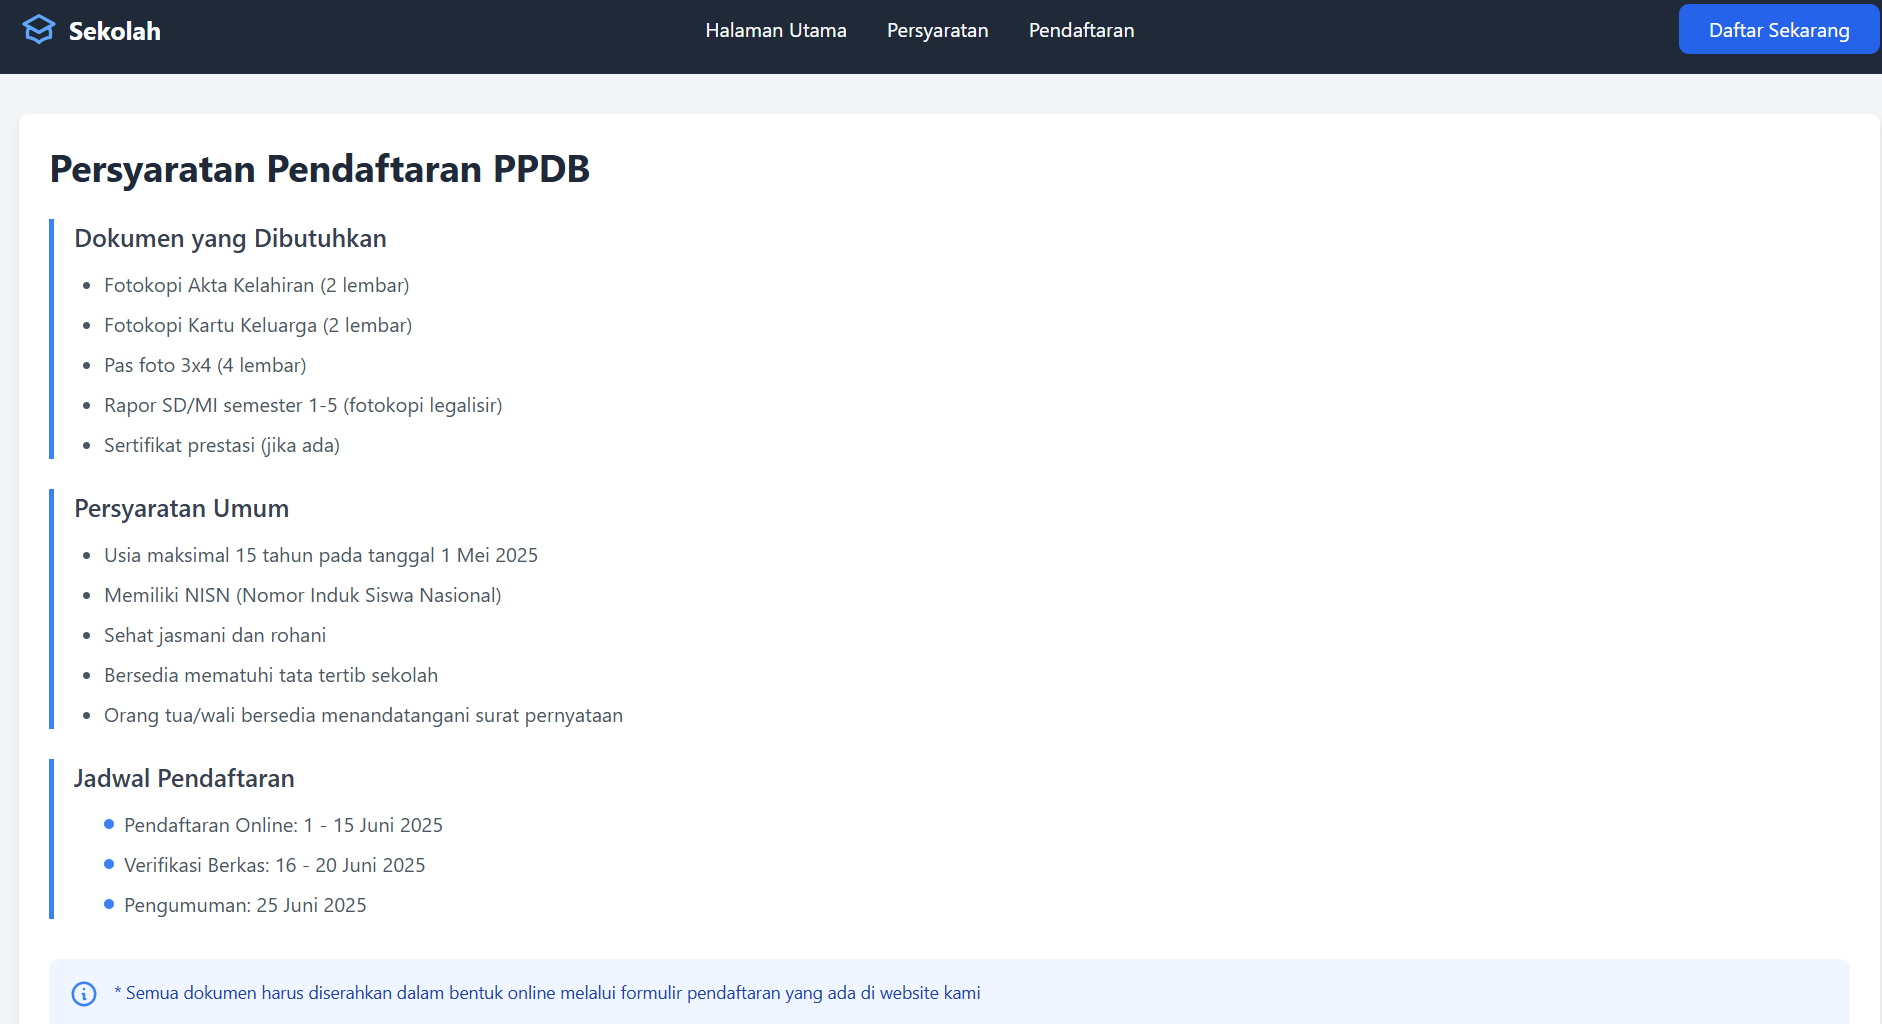 Sekolah
Halaman Utama
Persyaratan
Pendaftaran
Daftar Sekarang
Persyaratan Pendaftaran PPDB
Dokumen yang Dibutuhkan
• Fotokopi Akta Kelahiran (2 lembar)
• Fotokopi Kartu Keluarga (2 lembar)
• Pas foto 3x4 (4 lembar)
• Rapor SD/MI semester 1-5 (fotokopi legalisir)
• Sertifikat prestasi (jika ada)
Persyaratan Umum
• Usia maksimal 15 tahun pada tanggal 1 Mei 2025
• Memiliki NISN (Nomor Induk Siswa Nasional)
• Sehat jasmani dan rohani
• Bersedia mematuhi tata tertib sekolah
• Orang tua/wali bersedia menandatangani surat pernyataan
Jadwal Pendaftaran
• Pendaftaran Online: 1 - 15 Juni 2025
• Verifikasi Berkas: 16 - 20 Juni 2025
• Pengumuman: 25 Juni 2025
* Semua dokumen harus diserahkan dalam bentuk online melalui formulir pendaftaran yang ada di website kami